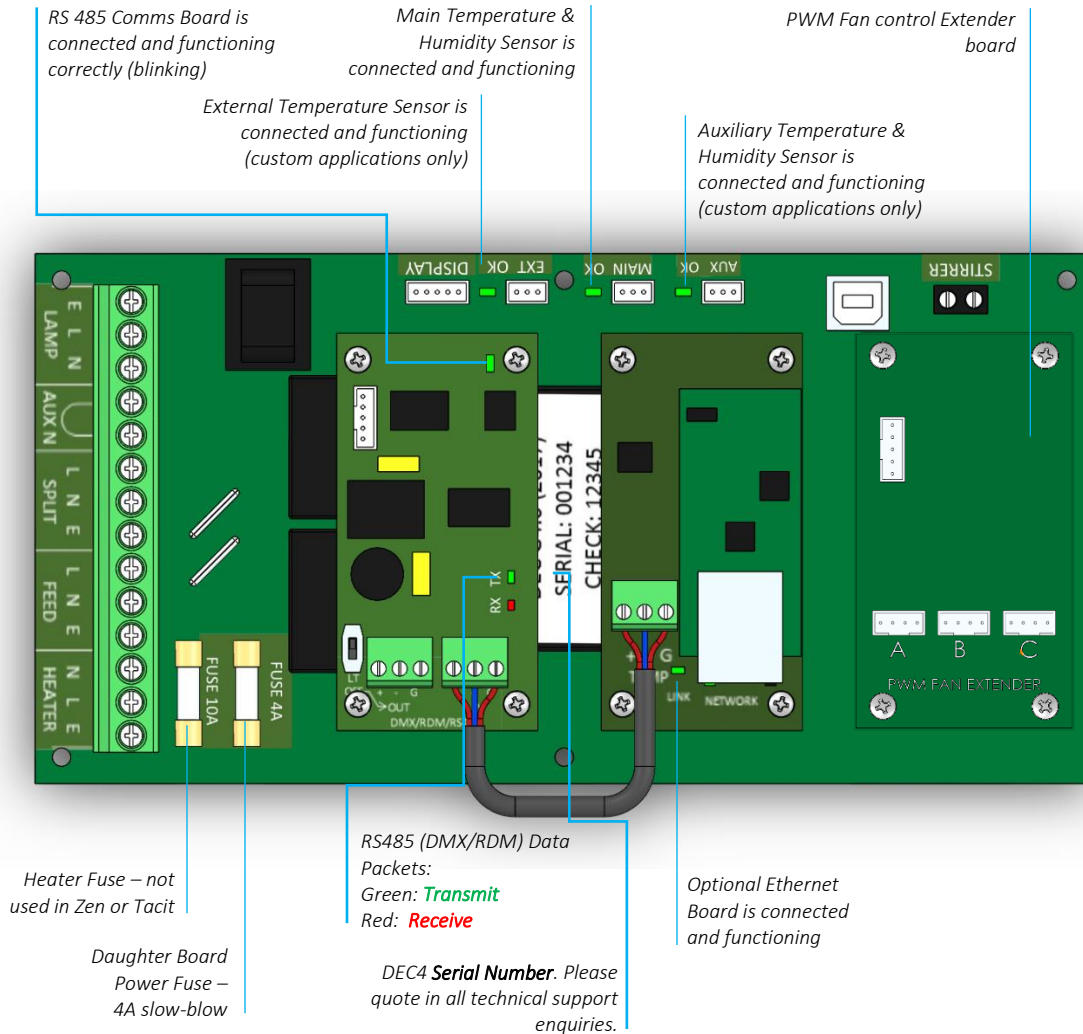 RS 485 Comms Board is
connected and functioning
correctly (blinking)
Main Temperature &
Humidity Sensor is
connected and functioning
PWM Fan control Extender
board
External Temperature Sensor is
connected and functioning
(custom applications only)
Auxiliary Temperature &
Humidity Sensor is
connected and functioning
(custom applications only)
DISPLAY
EXT OK
MAIN OK
AUX OK
STIRRER
E L N
LAMP
AUX N
L N E
SPLIT
L N E
FEED
N L E
HEATER
FUSE 10A
FUSE 4A
SERIAL: 001234
CHECK: 12345
TX
RX
LT
+ - G
OUT
DMX/RDM/RS
+ G
LINK
NETWORK
A B C
PWM FAN EXTENDER
Heater Fuse – not
used in Zen or Tacit
Daughter Board
Power Fuse –
4A slow-blow
RS485 (DMX/RDM) Data
Packets:
Green: Transmit
Red: Receive
DEC4 Serial Number. Please
quote in all technical support
enquiries.
Optional Ethernet
Board is connected
and functioning